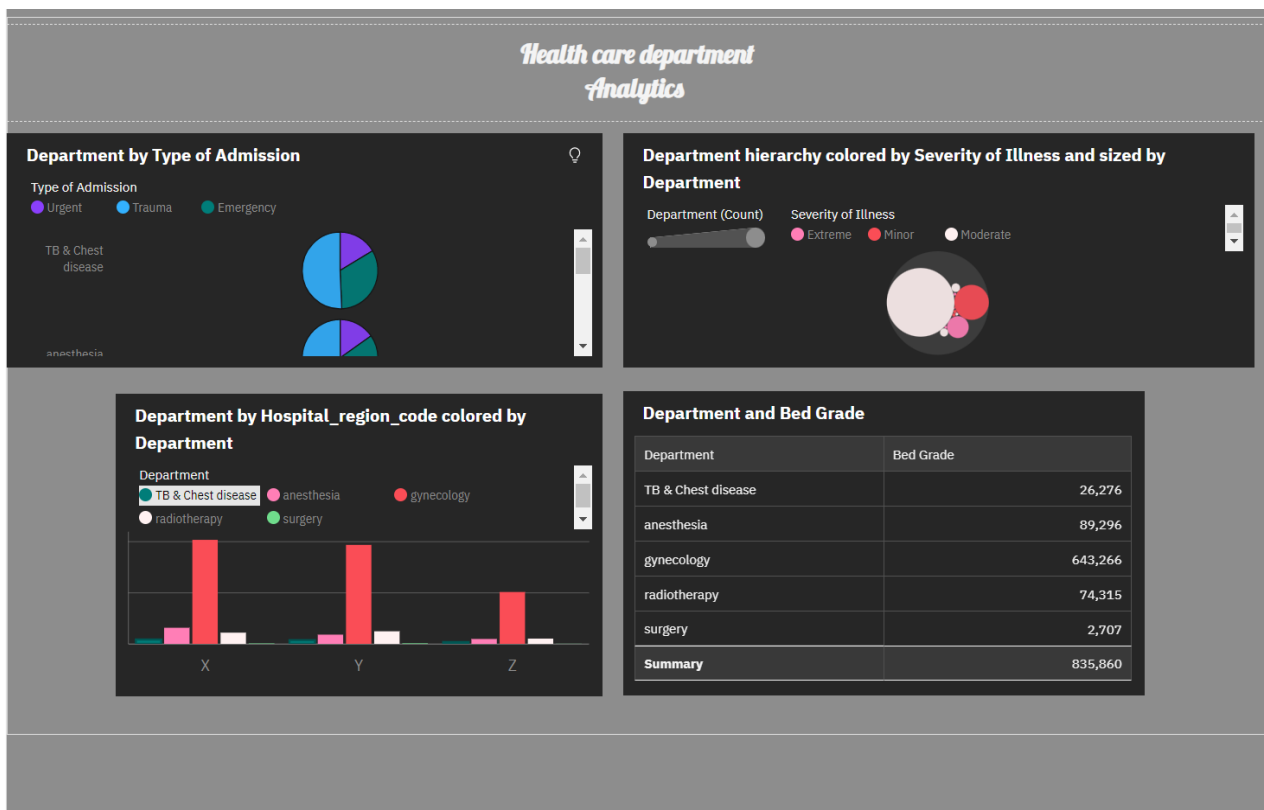 Health care department
Analytics
Department by Type of Admission
Type of Admission
Urgent Trauma Emergency
TB & Chest
disease
anesthesia
Department hierarchy colored by Severity of Illness and sized by
Department
Department (Count) Severity of Illness
Extreme Minor Moderate
Department by Hospital_region_code colored by
Department
Department
TB & Chest disease anesthesia gynecology
radiotherapy surgery
X Y Z
Department and Bed Grade
Department Bed Grade
TB & Chest disease 26,276
anesthesia 89,296
gynecology 643,266
radiotherapy 74,315
surgery 2,707
Summary 835,860